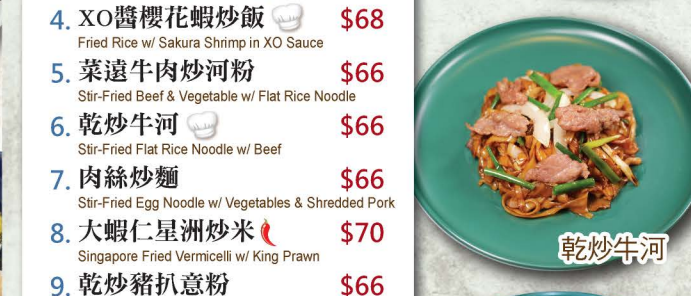 4. XO醬櫻花蝦炒飯 $68
Fried Rice w/ Sakura Shrimp in XO Sauce
5. 菜遠牛肉炒河粉 $66
Stir-Fried Beef & Vegetable w/ Flat Rice Noodle
6. 乾炒牛河 $66
Stir-Fried Flat Rice Noodle w/ Beef
7. 肉絲炒麵 $66
Stir-Fried Egg Noodle w/ Vegetables & Shredded Pork
8. 大蝦仁星洲炒米 $70
Singapore Fried Vermicelli w/ King Prawn
9. 乾炒豬扒意粉 $66
乾炒牛河